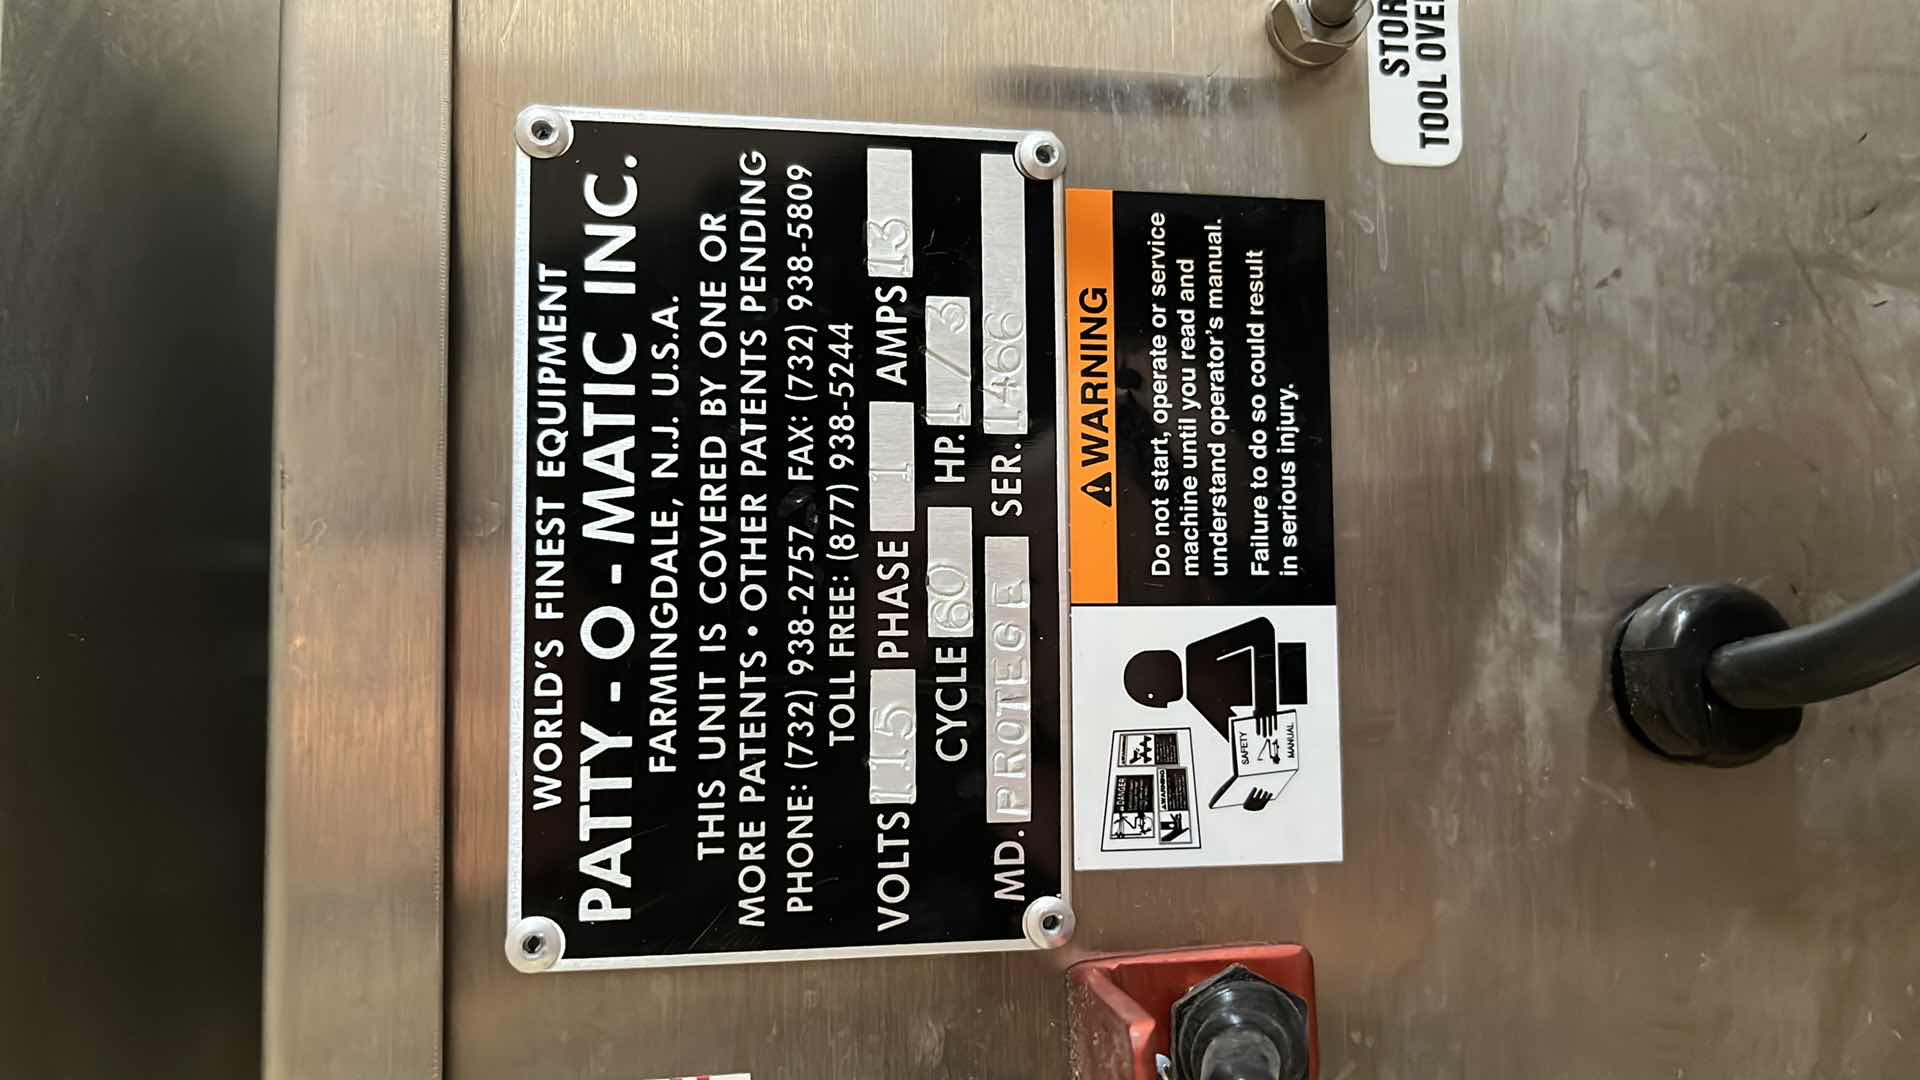 WORLD'S FINEST EQUIPMENT
PATTY-O-MATIC INC.
FARMINGDALE, N.J. U.S.A.
THIS UNIT IS COVERED BY ONE OR
MORE PATENTS • OTHER PATENTS PENDING
PHONE: (732) 938-2757 FAX: (732) 938-5809
TOLL FREE: (877) 938-5244
VOLTS 115 PHASE 1 AMPS 13
CYCLE 60 HP. 1/3
MD. PROTEGE SER. 1466
⚠ WARNING
Do not start, operate or service
machine until you read and
understand operator's manual.
Failure to do so could result
in serious injury.
DANGER
WARNING
SAFETY
MANUAL
STOR
TOOL OVE